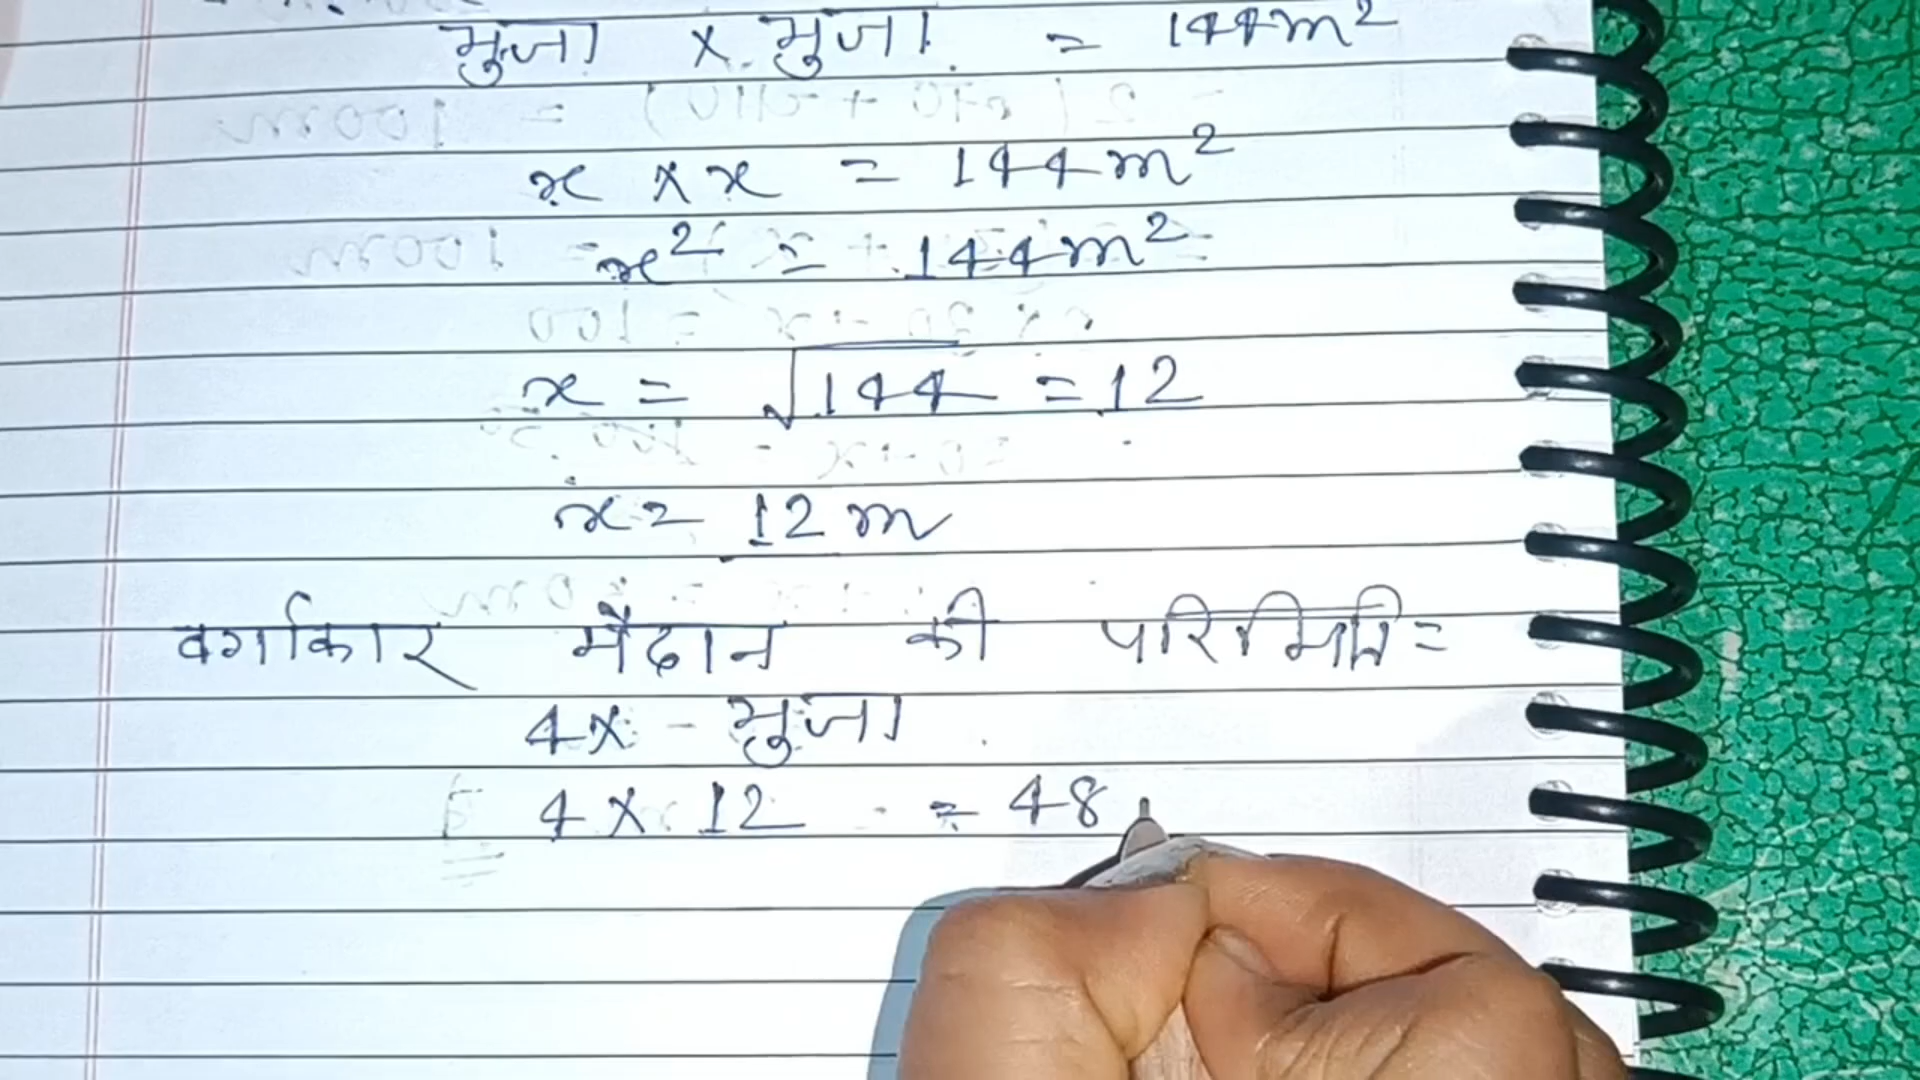 भुजा × भुजा = 144m²
x × x = 144m²
x² = 144m²
x = √144 = 12
x = 12m
वर्गाकार मैदान की परिमिति =
4× भुजा
4 × 12 = 48